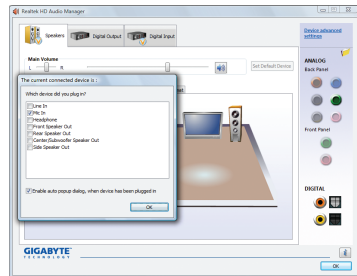 Realtek HD Audio Manager
Speakers
Digital Output
Digital Input
Device advanced
settings
Main Volume
L
R
Set Default Device
ANALOG
Back Panel
The current connected device is :
Which device did you plug in?
Line In
Mic In
Headphone
Front Speaker Out
Rear Speaker Out
Center/Subwoofer Speaker Out
Side Speaker Out
Front Panel
Enable auto popup dialog, when device has been plugged in
OK
DIGITAL
GIGABYTE
TECHNOLOGY
OK